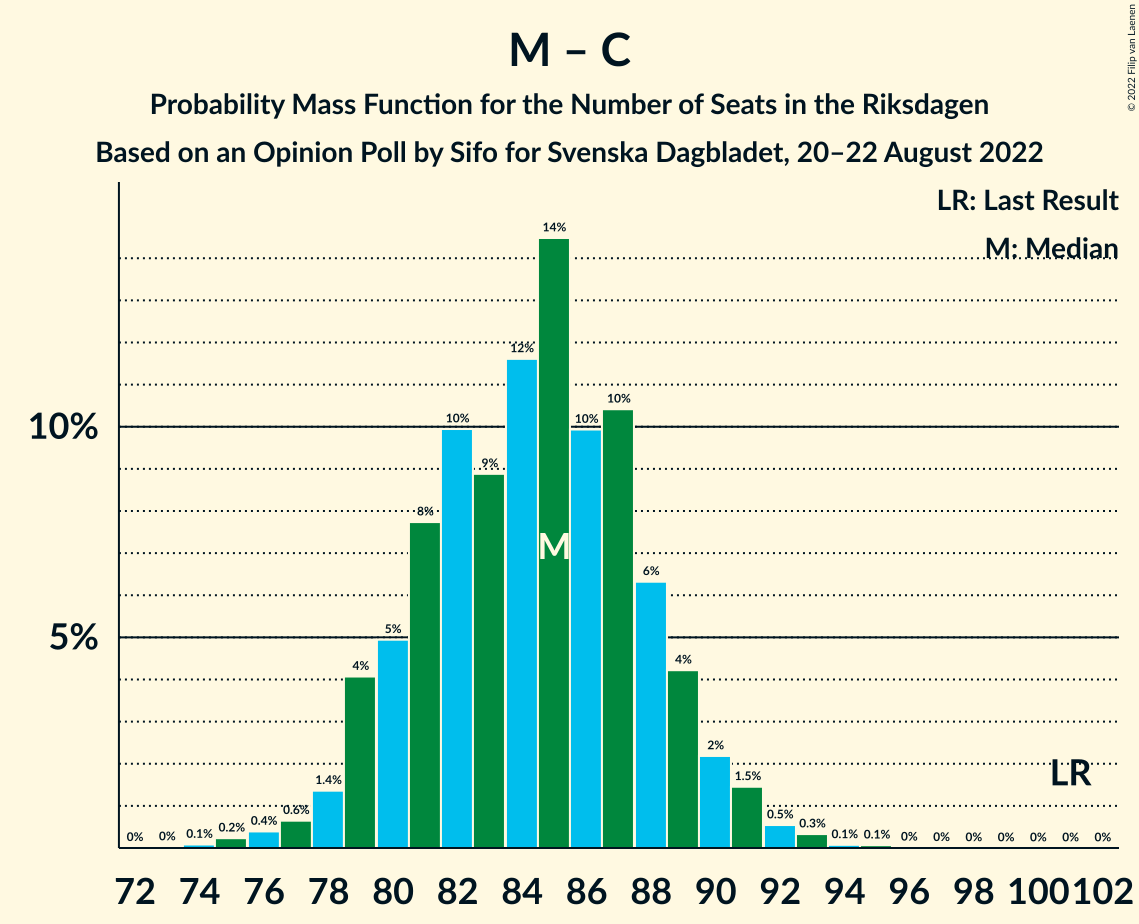 M – C
Probability Mass Function for the Number of Seats in the Riksdagen
Based on an Opinion Poll by Sifo for Svenska Dagbladet, 20–22 August 2022
© 2022 Filip van Laenen
LR: Last Result
M: Median
10%
5%
0% 0% 0.1% 0.2% 0.4% 0.6% 1.4% 4% 5% 8% 10% 9% 12% 14% 10% 10% 6% 4% 2% 1.5% 0.5% 0.3% 0.1% 0.1% 0% 0% 0% 0% 0% 0% 0%
M
LR
72 74 76 78 80 82 84 86 88 90 92 94 96 98 100 102